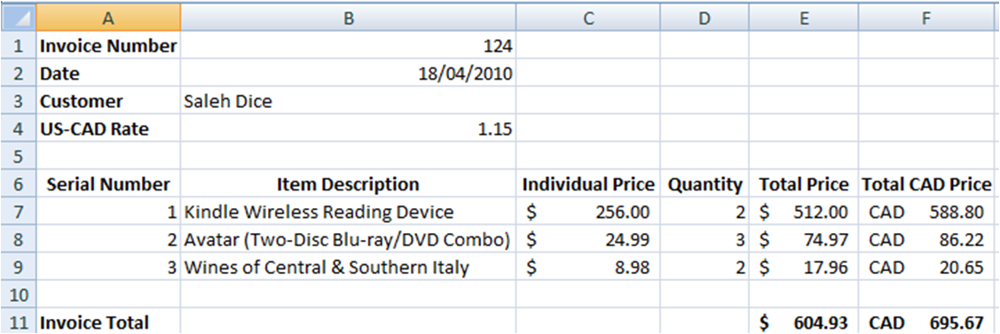 A B C D E F
1 Invoice Number 124
2 Date 18/04/2010
3 Customer Saleh Dice
4 US-CAD Rate 1.15
5
6 Serial Number Item Description Individual Price Quantity Total Price Total CAD Price
7 1 Kindle Wireless Reading Device $ 256.00 2 $ 512.00 CAD 588.80
8 2 Avatar (Two-Disc Blu-ray/DVD Combo) $ 24.99 3 $ 74.97 CAD 86.22
9 3 Wines of Central & Southern Italy $ 8.98 2 $ 17.96 CAD 20.65
10
11 Invoice Total $ 604.93 CAD 695.67